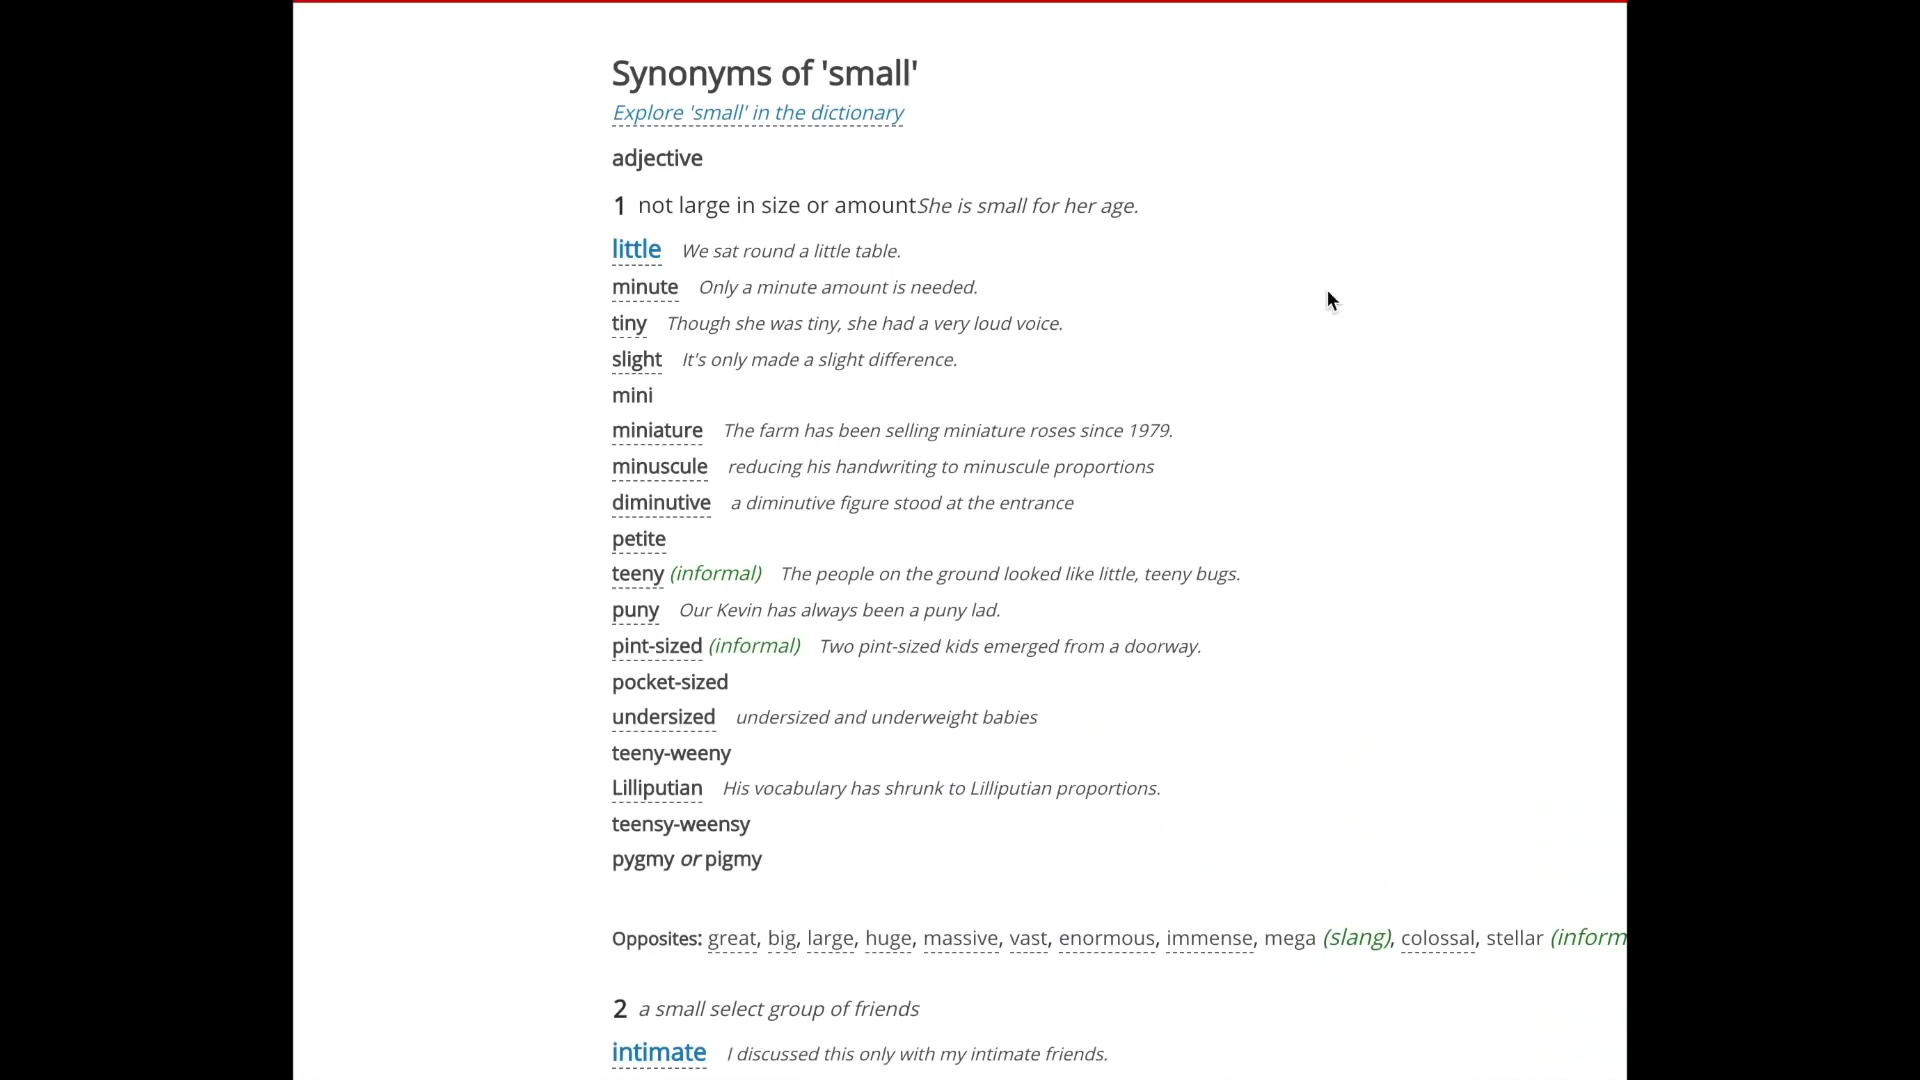 Synonyms of 'small'
Explore 'small' in the dictionary
adjective
1 not large in size or amountShe is small for her age.
little We sat round a little table.
minute Only a minute amount is needed.
tiny Though she was tiny, she had a very loud voice.
slight It's only made a slight difference.
mini
miniature The farm has been selling miniature roses since 1979.
minuscule reducing his handwriting to minuscule proportions
diminutive a diminutive figure stood at the entrance
petite
teeny (informal) The people on the ground looked like little, teeny bugs.
puny Our Kevin has always been a puny lad.
pint-sized (informal) Two pint-sized kids emerged from a doorway.
pocket-sized
undersized undersized and underweight babies
teeny-weeny
Lilliputian His vocabulary has shrunk to Lilliputian proportions.
teensy-weensy
pygmy or pigmy
Opposites: great, big, large, huge, massive, vast, enormous, immense, mega (slang), colossal, stellar (inform
2 a small select group of friends
intimate I discussed this only with my intimate friends.